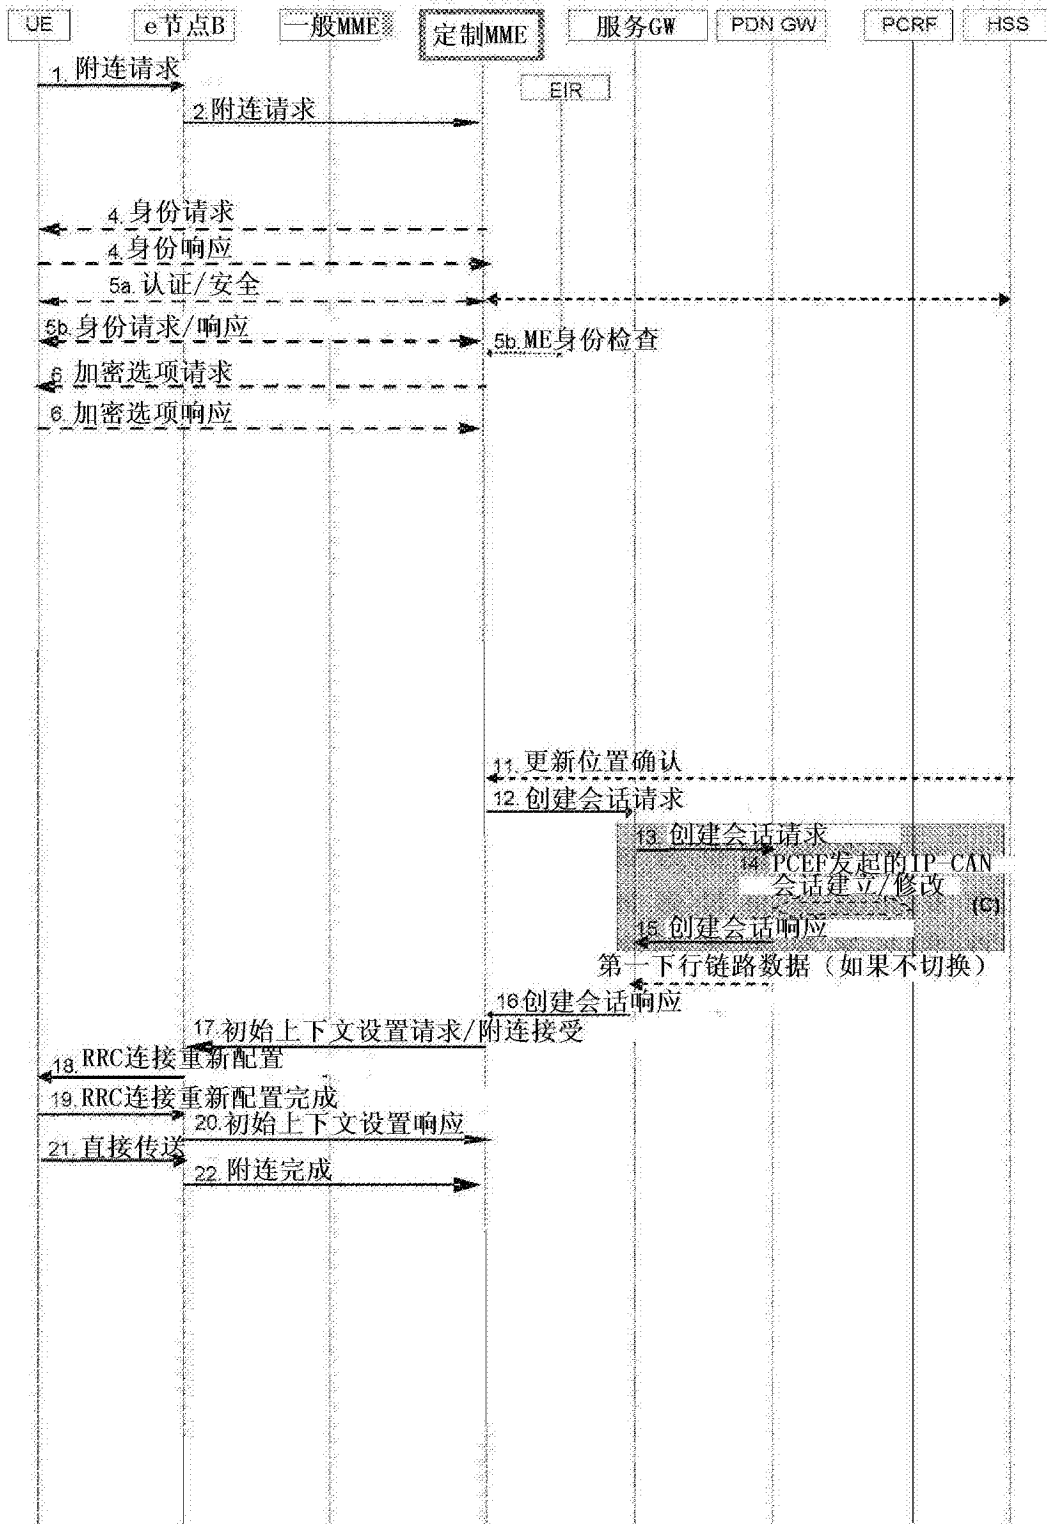 UE
e节点B
一般MME
定制MME
服务GW
PDN GW
PCRF
HSS
EIR
1. 附连请求
2.附连请求
4. 身份请求
4. 身份响应
5a. 认证/安全
5b. 身份请求/响应
5b. ME身份检查
6 加密选项请求
6. 加密选项响应
11. 更新位置确认
12. 创建会话请求
13. 创建会话请求
14. PCEF发起的IP-CAN
会话建立/修改
(C)
15. 创建会话响应
第一下行链路数据（如果不切换）
16创建会话响应
17. 初始上下文设置请求/附连接受
18. RRC连接重新配置
19. RRC连接重新配置完成
20. 初始上下文设置响应
21. 直接传送
22. 附连完成